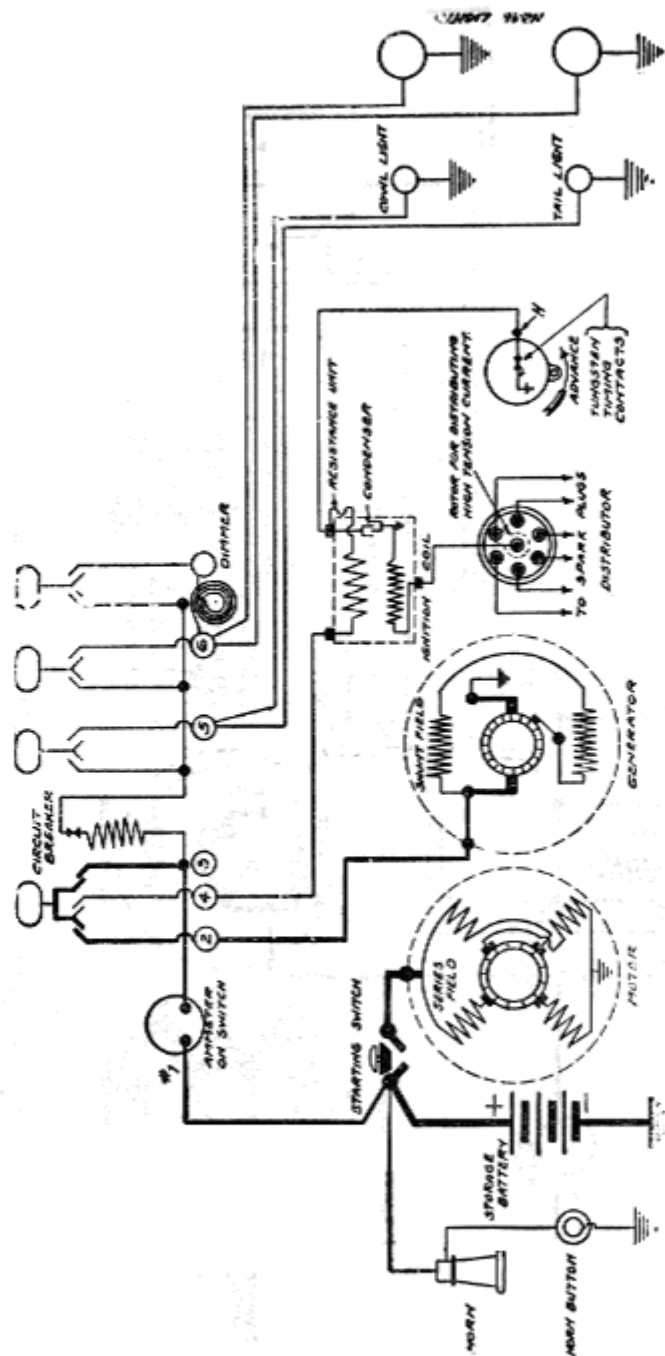 HEAD LIGHTS
COWL LIGHT
TAIL LIGHT
RESISTANCE UNIT
CONDENSER
IGNITION COIL
ROTOR FOR DISTRIBUTING
HIGH TENSION CURRENT
H
ADVANCE
TUNGSTEN
TIMING
CONTACTS
TO SPARK PLUGS
DISTRIBUTOR
DIMMER
6
5
CIRCUIT
BREAKER
3
4
2
AMMETER
ON SWITCH
#1
SHUNT FIELD
GENERATOR
SERIES
FIELD
MOTOR
STARTING SWITCH
+
-
STORAGE
BATTERY
HORN
HORN BUTTON